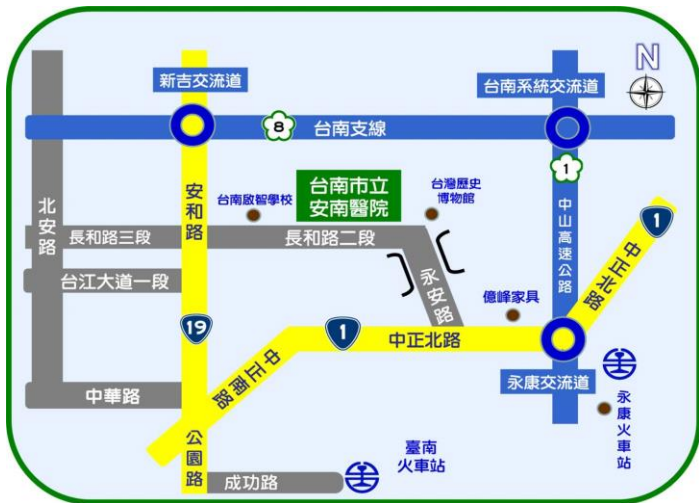 N
新吉交流道
台南系統交流道
8
台南支線
1
北安路
安和路
台南啟智學校
台南市立
安南醫院
台灣歷史
博物館
中山高速公路
1
中正北路
長和路三段
長和路二段
永安路
台江大道一段
億峰家具
19
1
中正北路
中正南路
永康交流道
中華路
永康火車站
公園路
臺南
火車站
成功路